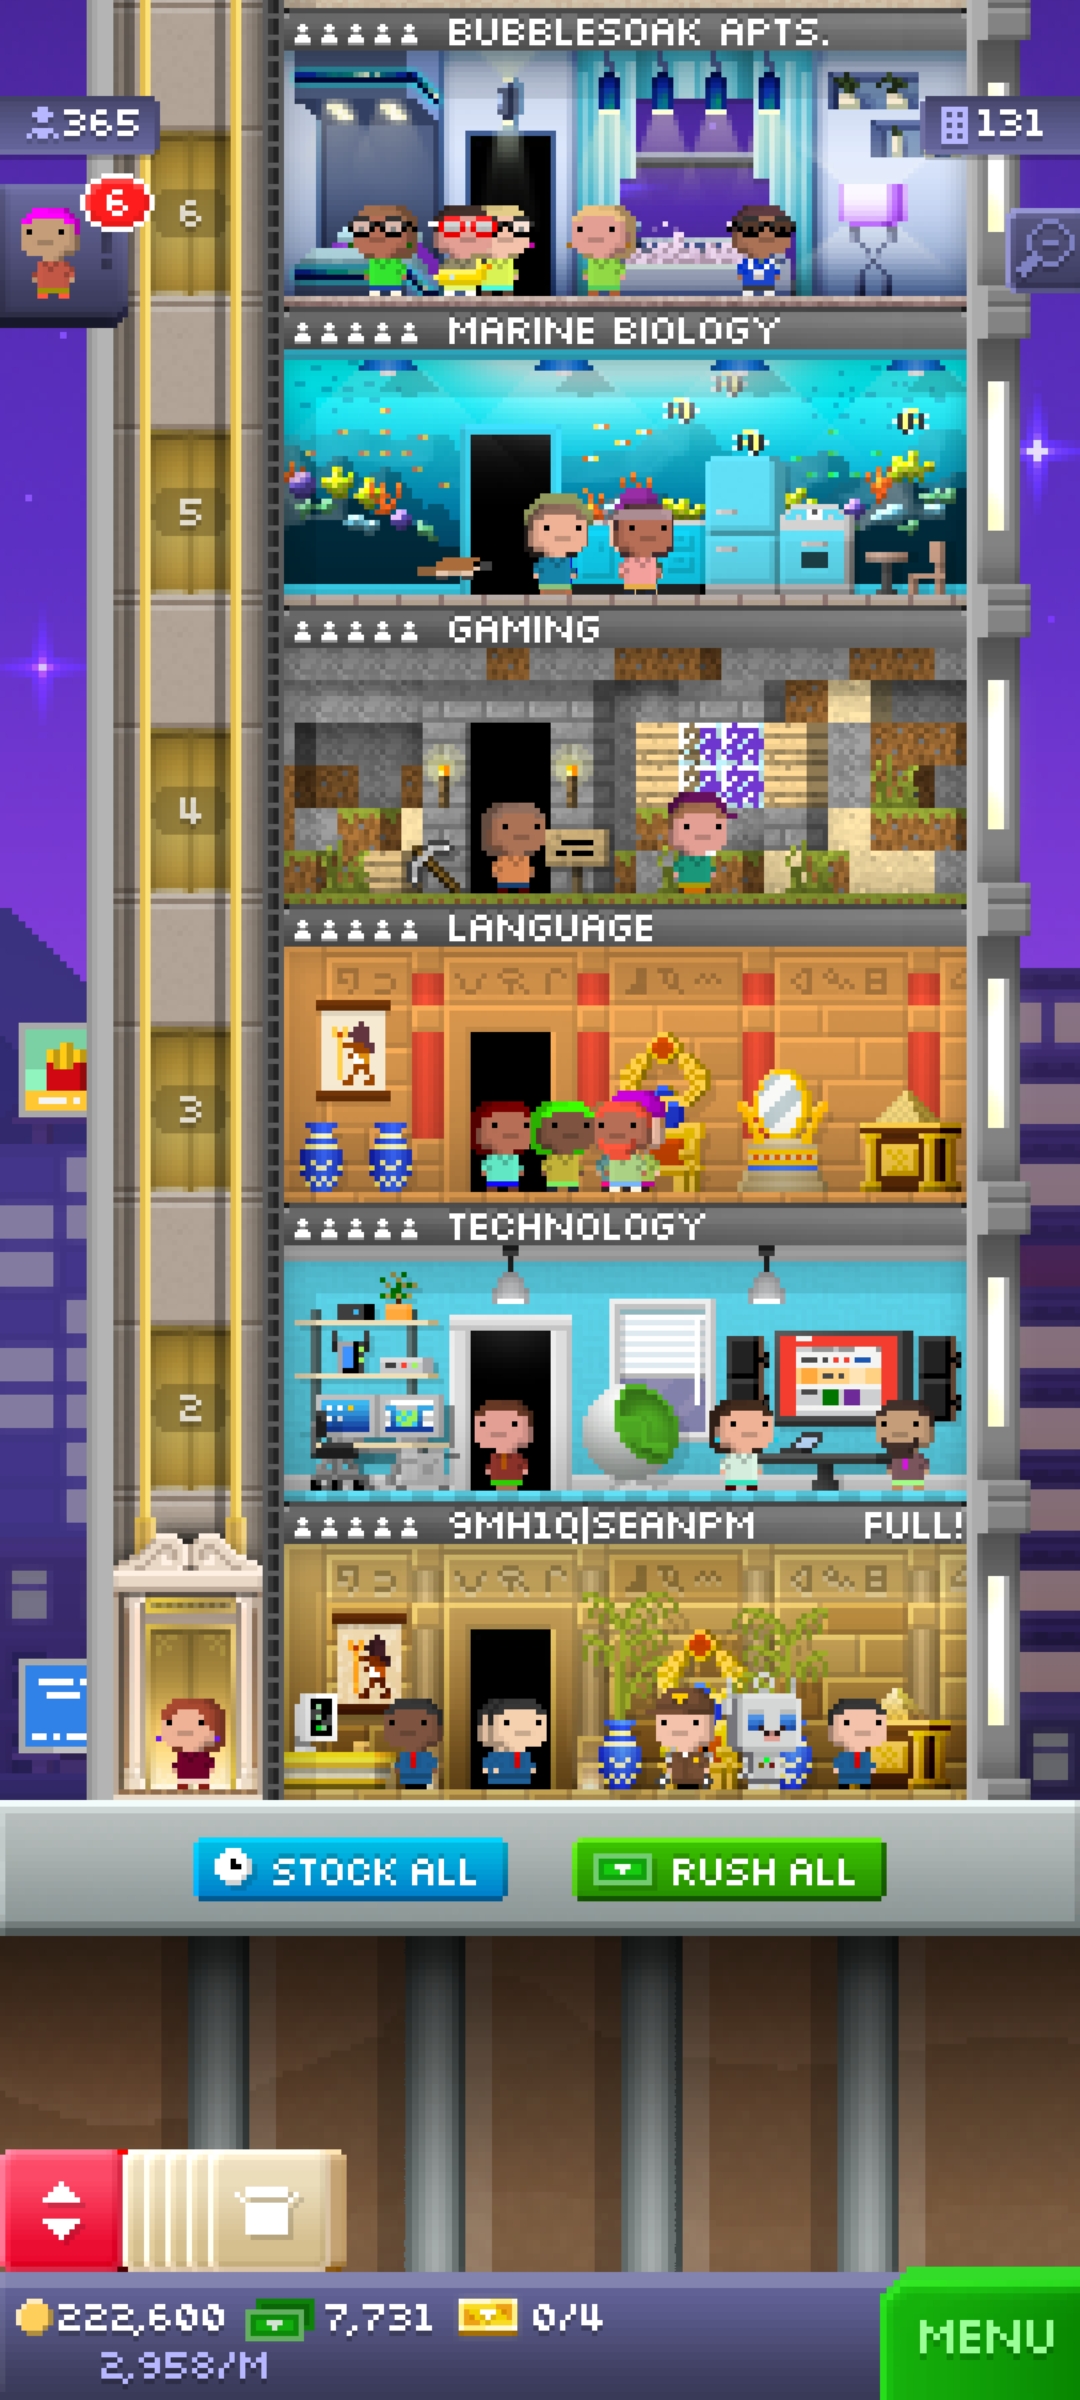 BUBBLESOAK APTS.
365
131
6
6
MARINE BIOLOGY
5
GAMING
4
LANGUAGE
3
TECHNOLOGY
2
9MH1Q|SEANPM FULL!
STOCK ALL
RUSH ALL
222,600 7,731 0/4
2,958/M
MENU